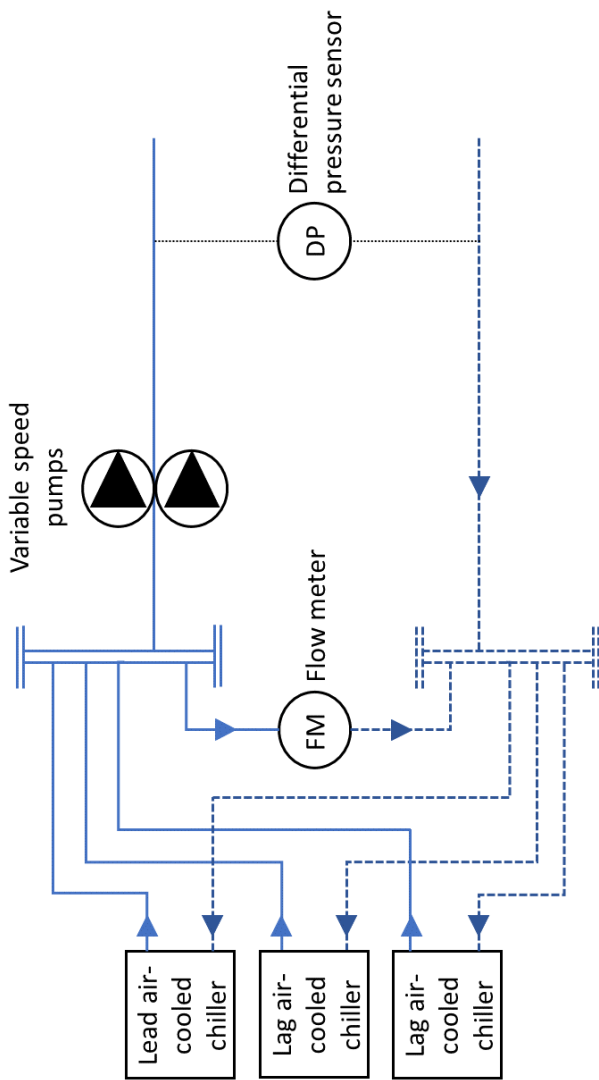 Variable speed
pumps
DP
Differential
pressure sensor
FM
Flow meter
Lead air-
cooled
chiller
Lag air-
cooled
chiller
Lag air-
cooled
chiller